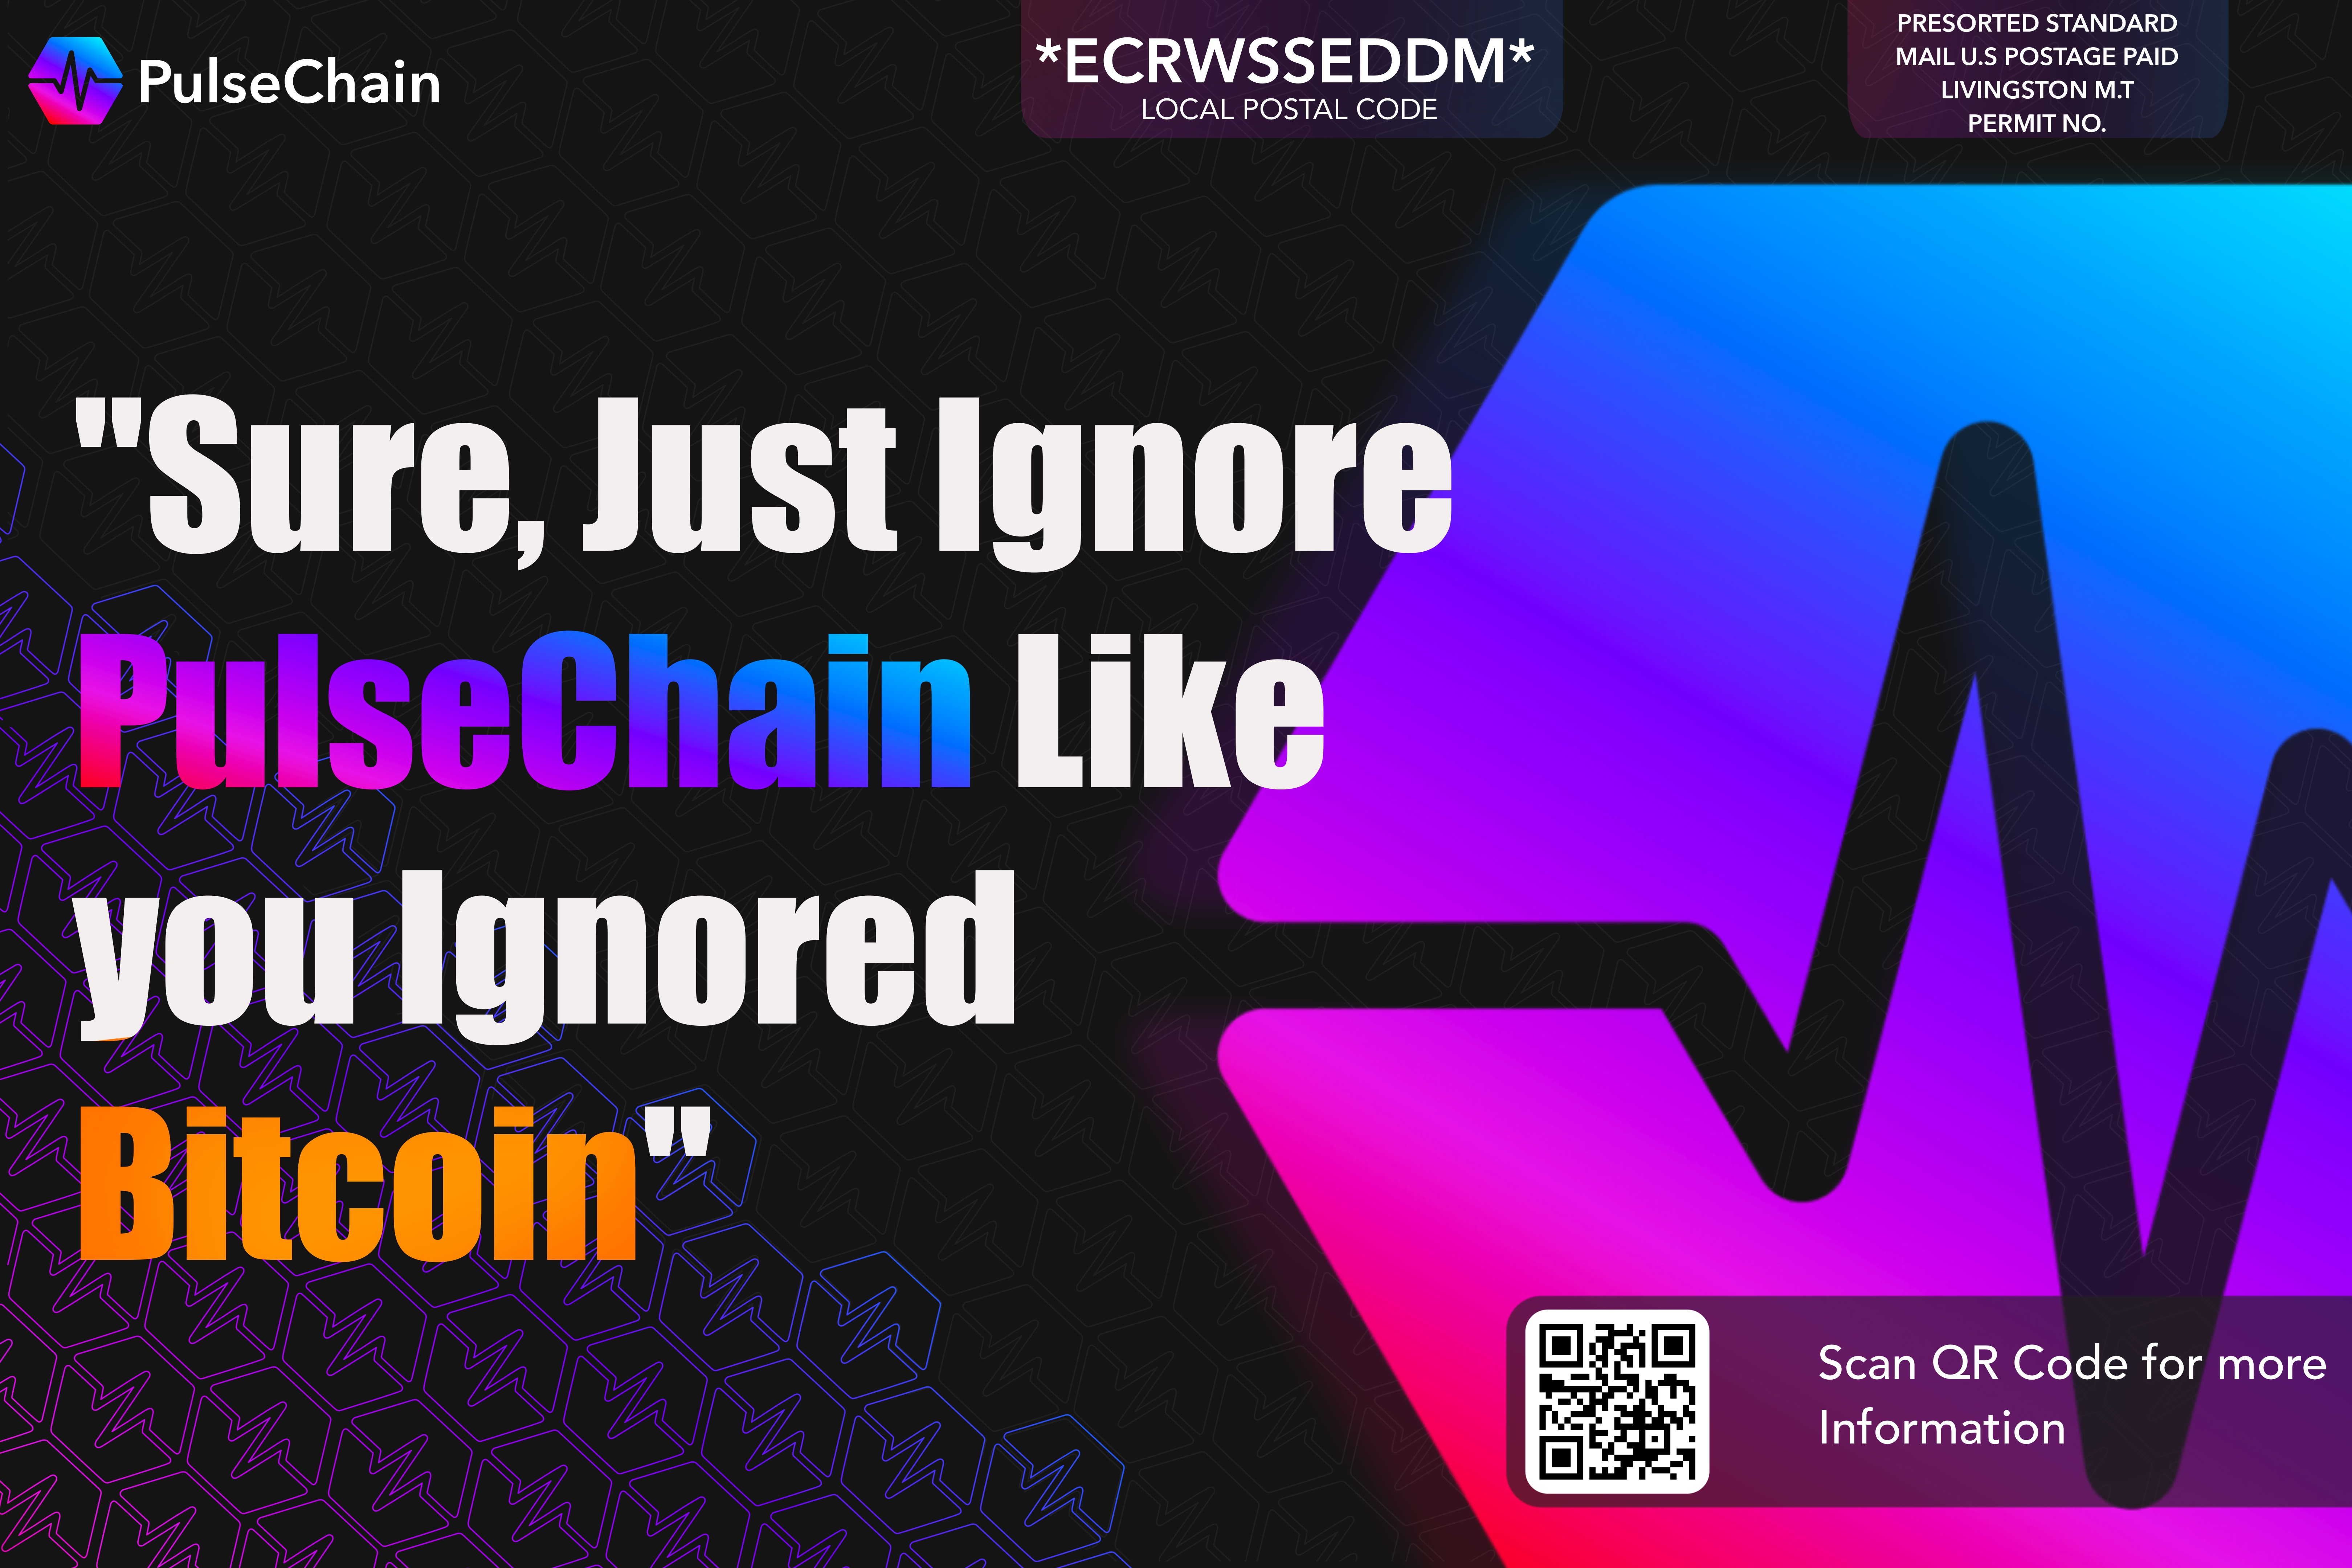 PulseChain
*ECRWSSEDDM*
LOCAL POSTAL CODE
PRESORTED STANDARD
MAIL U.S POSTAGE PAID
LIVINGSTON M.T
PERMIT NO.
"Sure, Just Ignore
PulseChain Like
you Ignored
Bitcoin"
Scan QR Code for more
Information